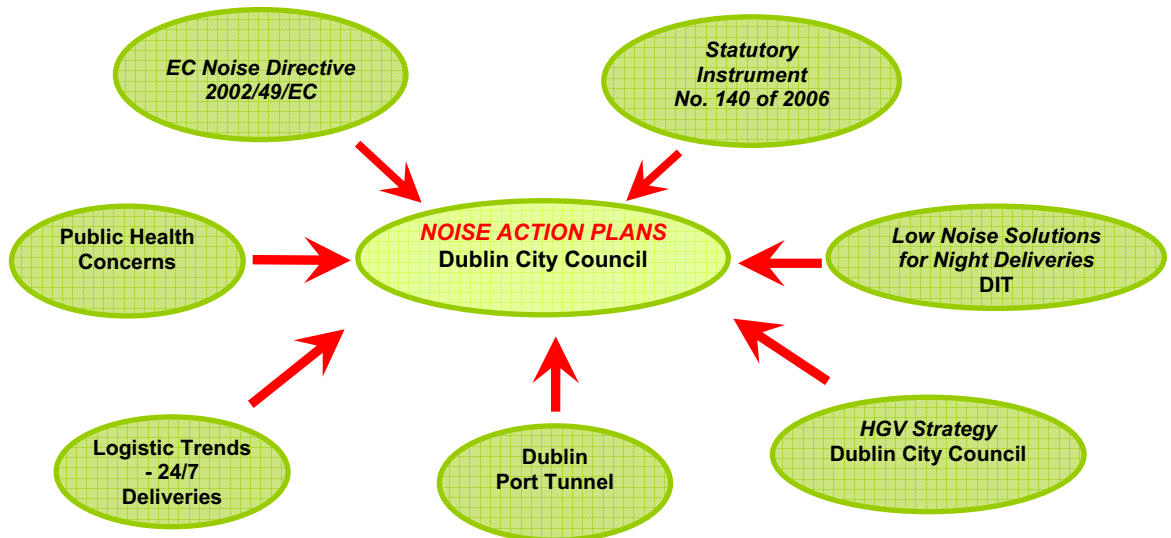 EC Noise Directive
2002/49/EC
Statutory
Instrument
No. 140 of 2006
Public Health
Concerns
NOISE ACTION PLANS
Dublin City Council
Low Noise Solutions
for Night Deliveries
DIT
Logistic Trends
- 24/7
Deliveries
Dublin
Port Tunnel
HGV Strategy
Dublin City Council